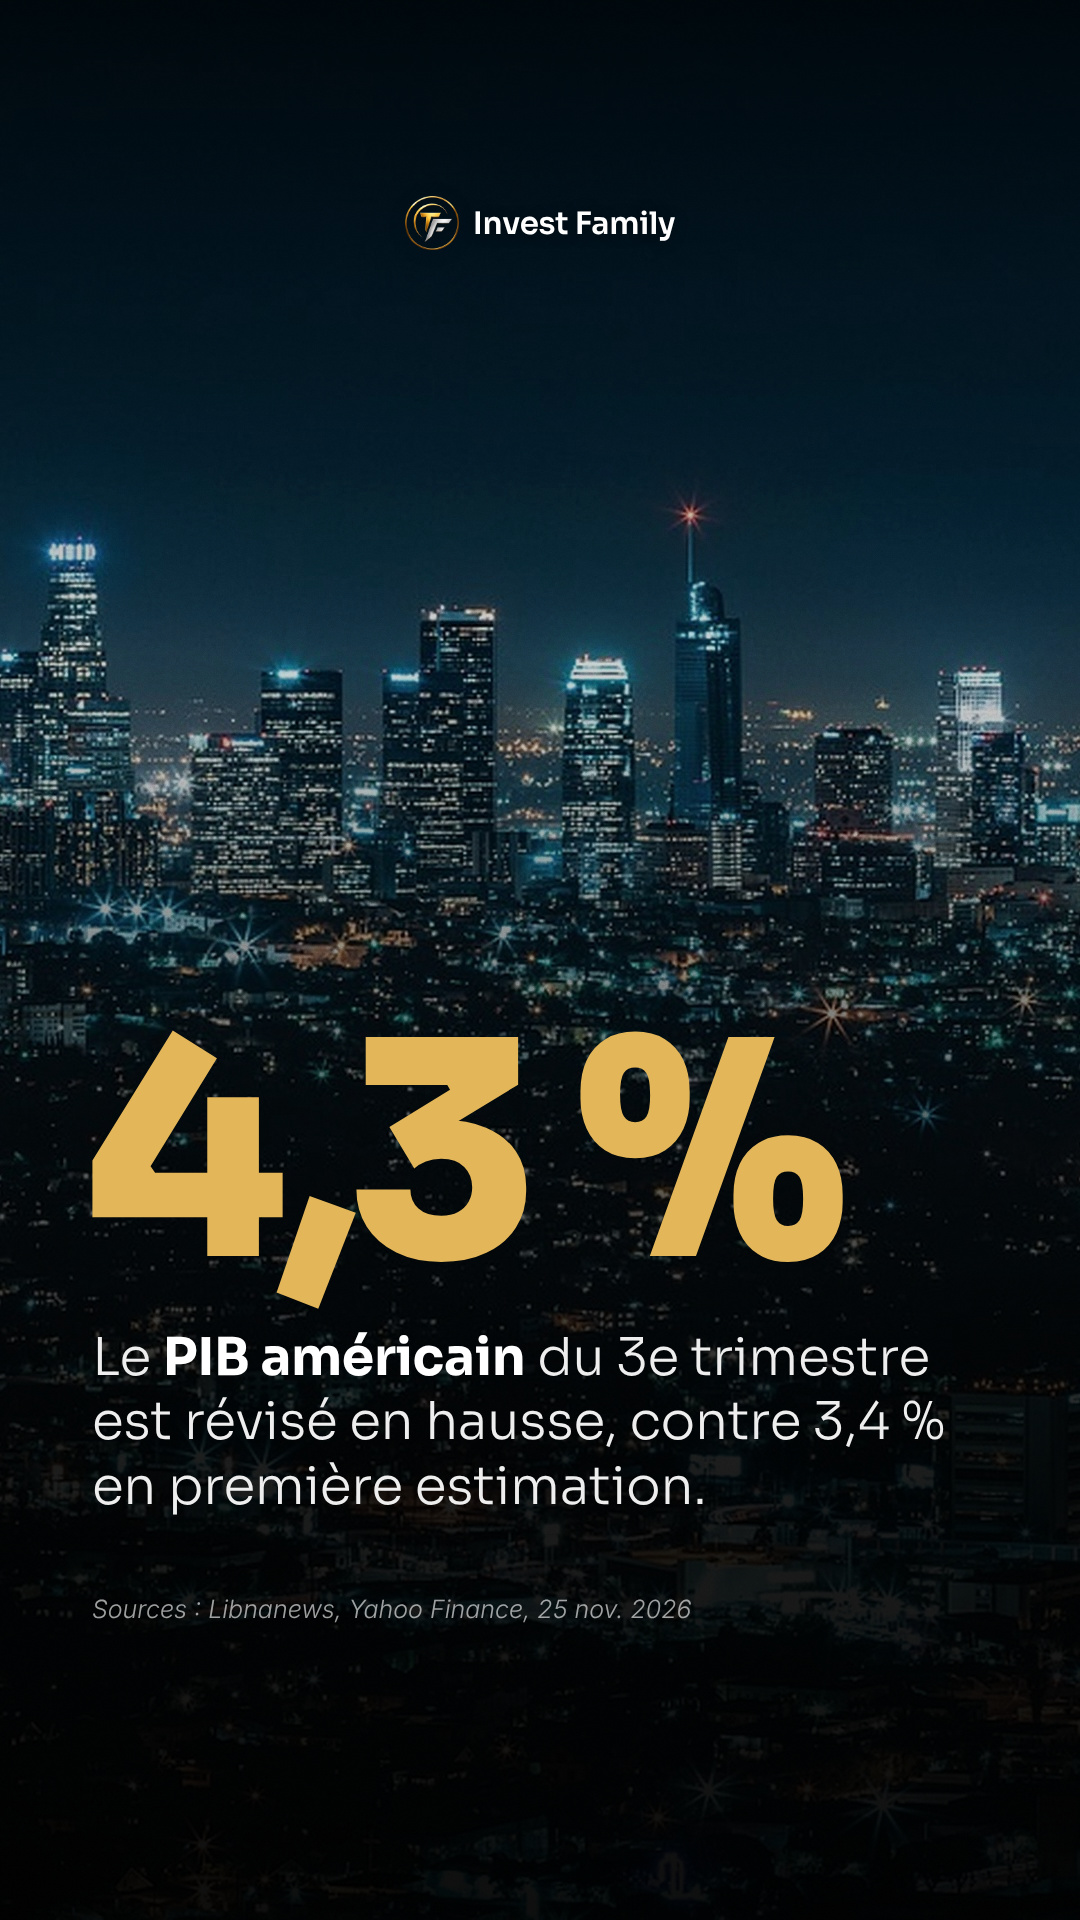 Invest Family
4,3 %
Le PIB américain du 3e trimestre
est révisé en hausse, contre 3,4 %
en première estimation.
Sources : Libnanews, Yahoo Finance, 25 nov. 2026